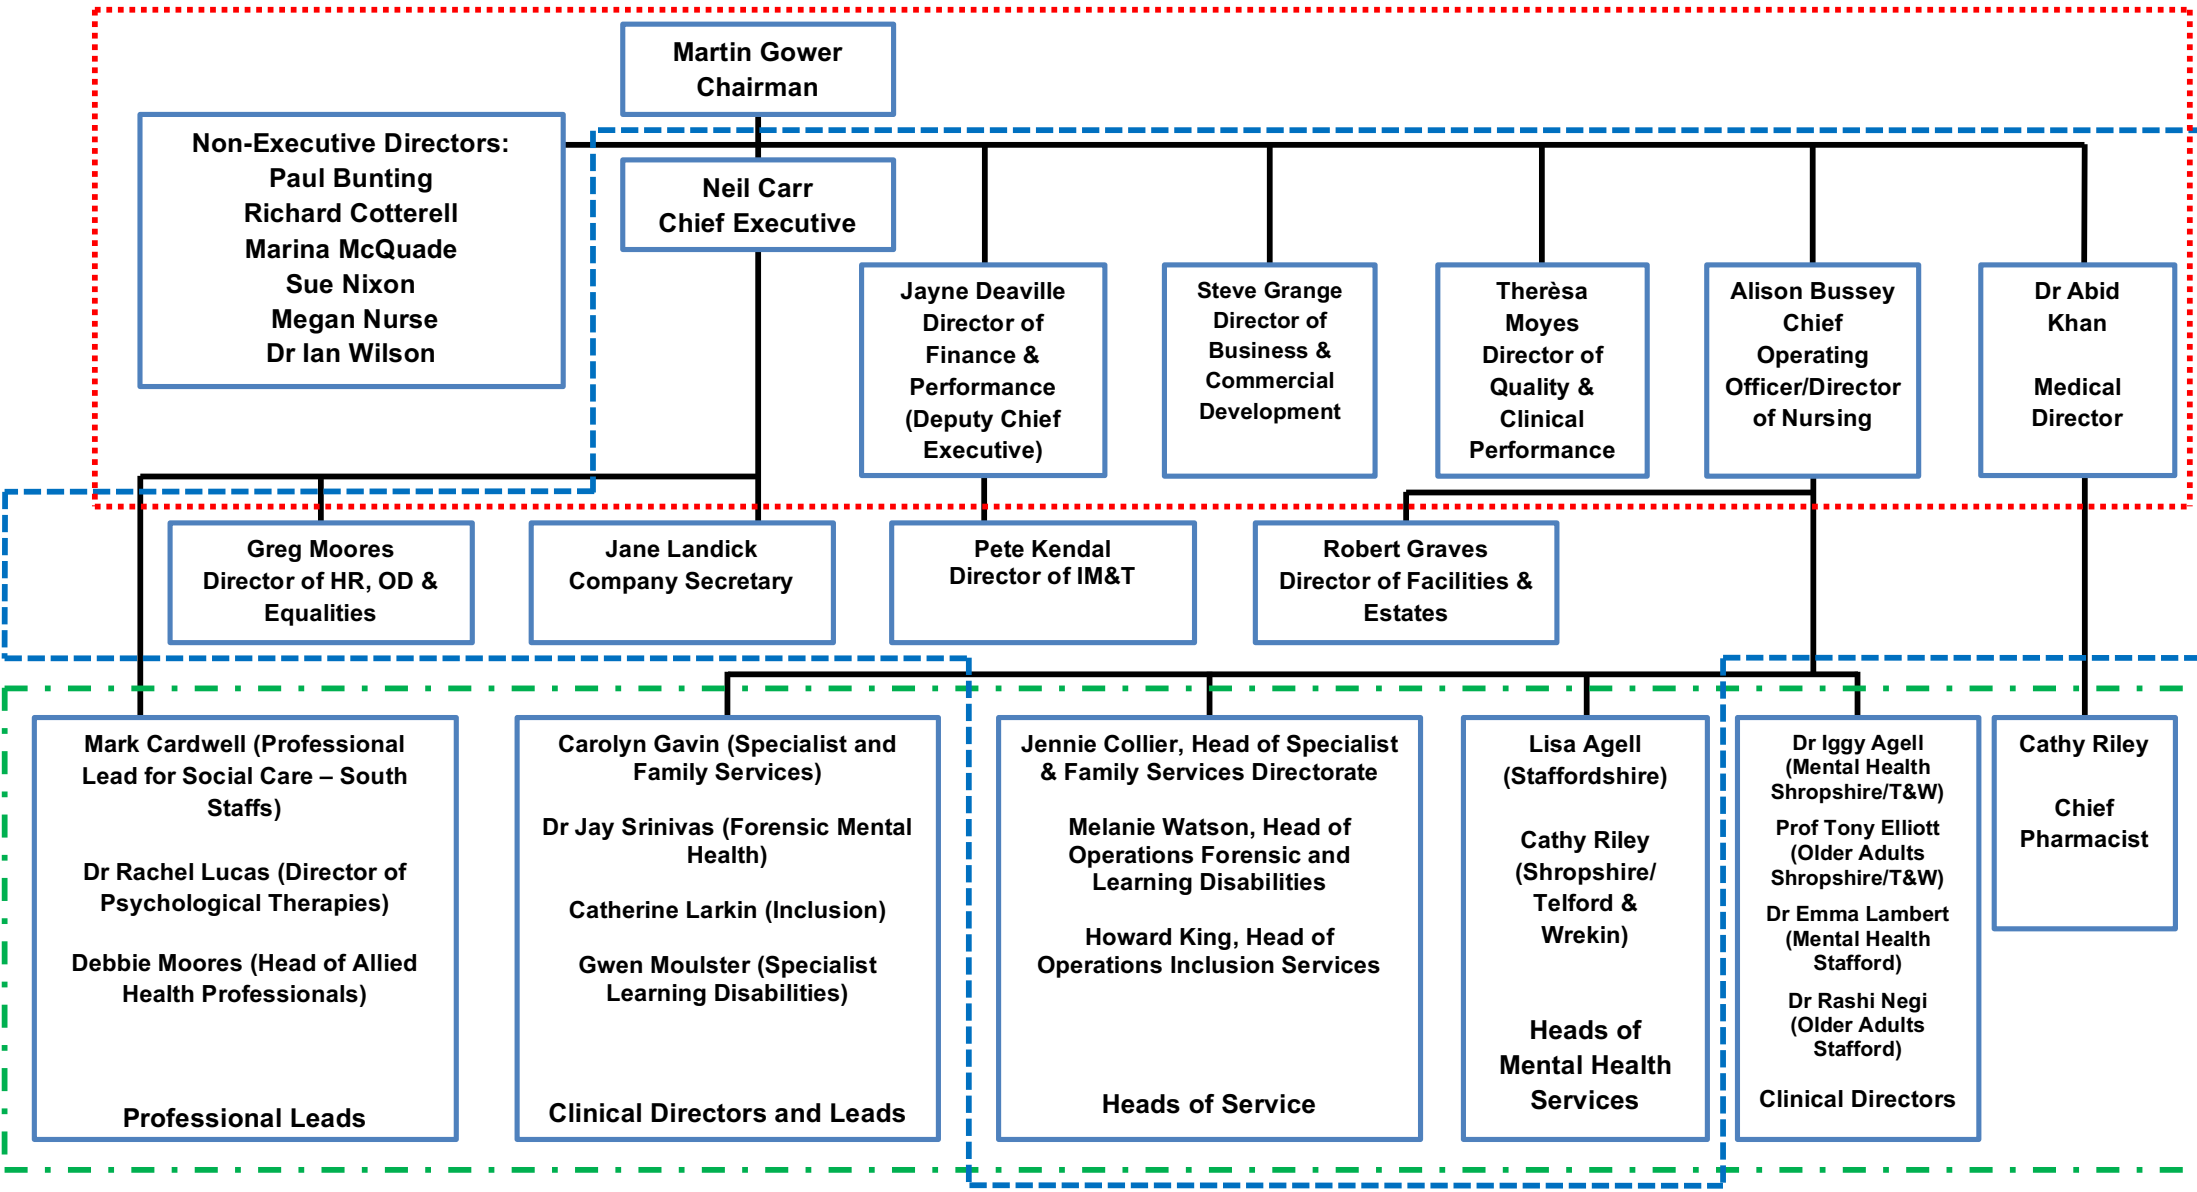 Martin Gower
Chairman
Non-Executive Directors:
Paul Bunting
Richard Cotterell
Marina McQuade
Sue Nixon
Megan Nurse
Dr Ian Wilson
Neil Carr
Chief Executive
Jayne Deaville
Director of
Finance &
Performance
(Deputy Chief
Executive)
Steve Grange
Director of
Business &
Commercial
Development
Therèsa
Moyes
Director of
Quality &
Clinical
Performance
Alison Bussey
Chief
Operating
Officer/Director
of Nursing
Dr Abid
Khan
Medical
Director
Greg Moores
Director of HR, OD &
Equalities
Jane Landick
Company Secretary
Pete Kendal
Director of IM&T
Robert Graves
Director of Facilities &
Estates
Mark Cardwell (Professional
Lead for Social Care – South
Staffs)
Dr Rachel Lucas (Director of
Psychological Therapies)
Debbie Moores (Head of Allied
Health Professionals)
Professional Leads
Carolyn Gavin (Specialist and
Family Services)
Dr Jay Srinivas (Forensic Mental
Health)
Catherine Larkin (Inclusion)
Gwen Moulster (Specialist
Learning Disabilities)
Clinical Directors and Leads
Jennie Collier, Head of Specialist
& Family Services Directorate
Melanie Watson, Head of
Operations Forensic and
Learning Disabilities
Howard King, Head of
Operations Inclusion Services
Heads of Service
Lisa Agell
(Staffordshire)
Cathy Riley
(Shropshire/
Telford &
Wrekin)
Heads of
Mental Health
Services
Dr Iggy Agell
(Mental Health
Shropshire/T&W)
Prof Tony Elliott
(Older Adults
Shropshire/T&W)
Dr Emma Lambert
(Mental Health
Stafford)
Dr Rashi Negi
(Older Adults
Stafford)
Clinical Directors
Cathy Riley
Chief
Pharmacist